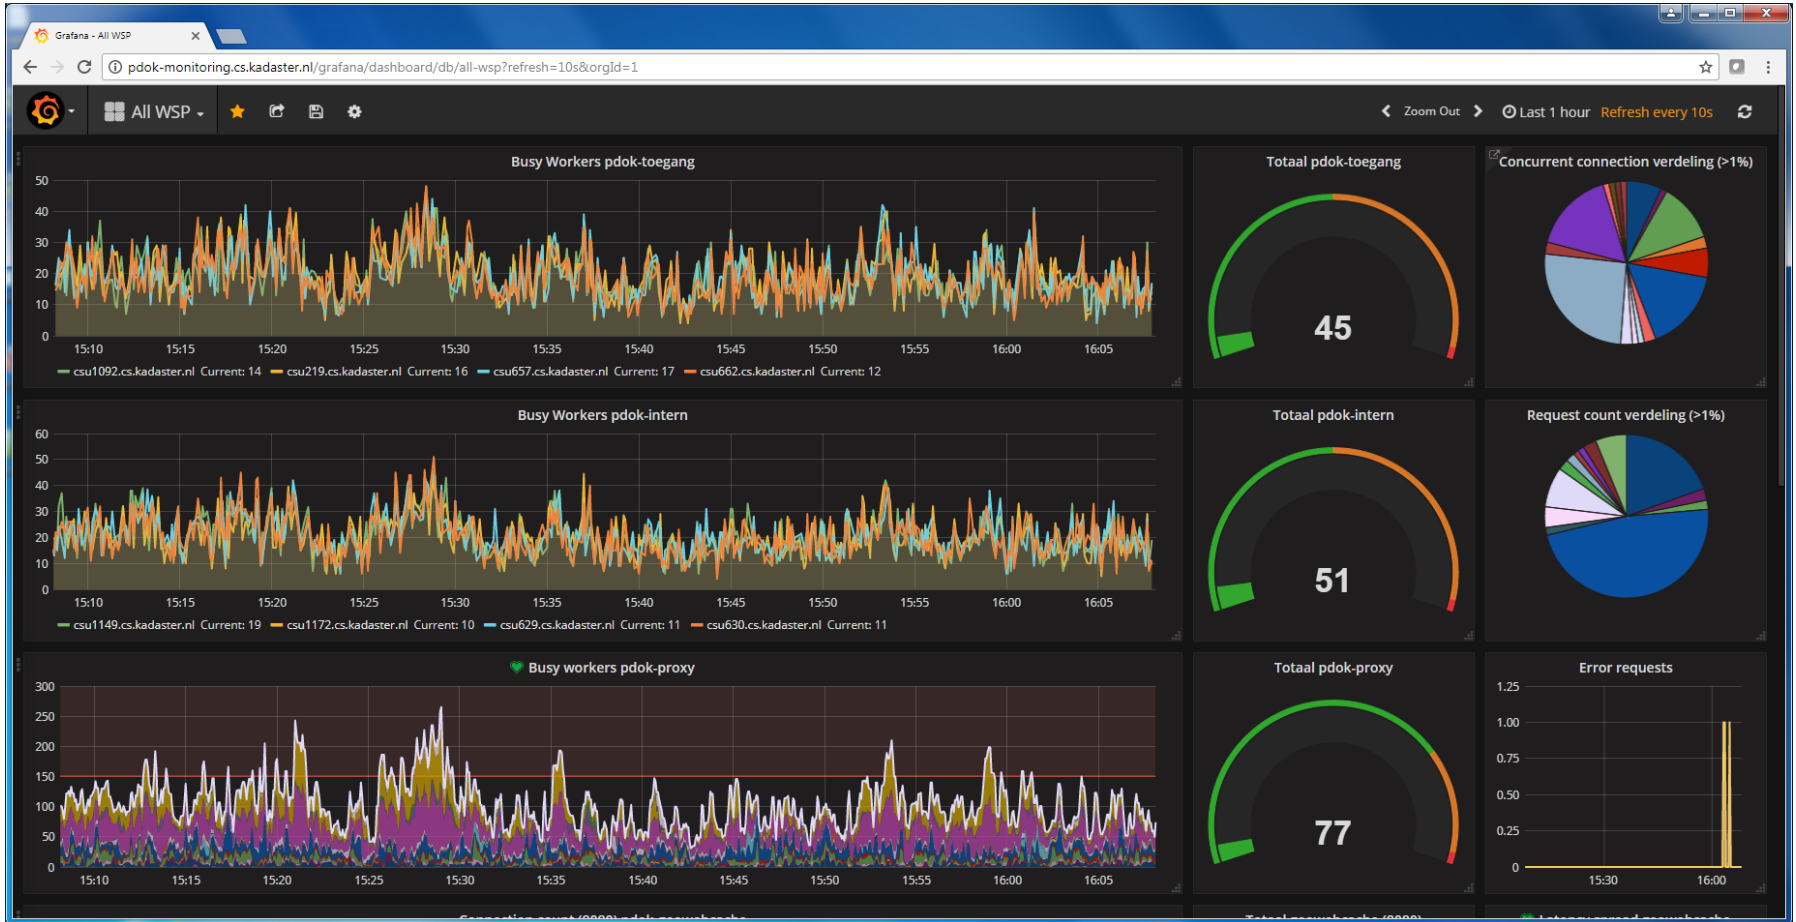 Grafana - All WSP
pdok-monitoring.cs.kadaster.nl/grafana/dashboard/db/all-wsp?refresh=10s&orgId=1
All WSP
Zoom Out
Last 1 hour Refresh every 10s
Busy Workers pdok-toegang
50
40
30
20
10
0
15:10 15:15 15:20 15:25 15:30 15:35 15:40 15:45 15:50 15:55 16:00 16:05
csu1092.cs.kadaster.nl Current: 14 csu219.cs.kadaster.nl Current: 16 csu657.cs.kadaster.nl Current: 17 csu662.cs.kadaster.nl Current: 12
Totaal pdok-toegang
45
Concurrent connection verdeling (>1%)
Busy Workers pdok-intern
60
50
40
30
20
10
0
15:10 15:15 15:20 15:25 15:30 15:35 15:40 15:45 15:50 15:55 16:00 16:05
csu1149.cs.kadaster.nl Current: 19 csu1172.cs.kadaster.nl Current: 10 csu629.cs.kadaster.nl Current: 11 csu630.cs.kadaster.nl Current: 11
Totaal pdok-intern
51
Request count verdeling (>1%)
Busy workers pdok-proxy
300
250
200
150
100
50
0
15:10 15:15 15:20 15:25 15:30 15:35 15:40 15:45 15:50 15:55 16:00 16:05
Totaal pdok-proxy
77
Error requests
1.25
1.00
0.75
0.50
0.25
0
15:30 16:00
Connection count (8080) pdok-geowebcache
Totaal geowebcache (8080)
Latency spread geowebcache